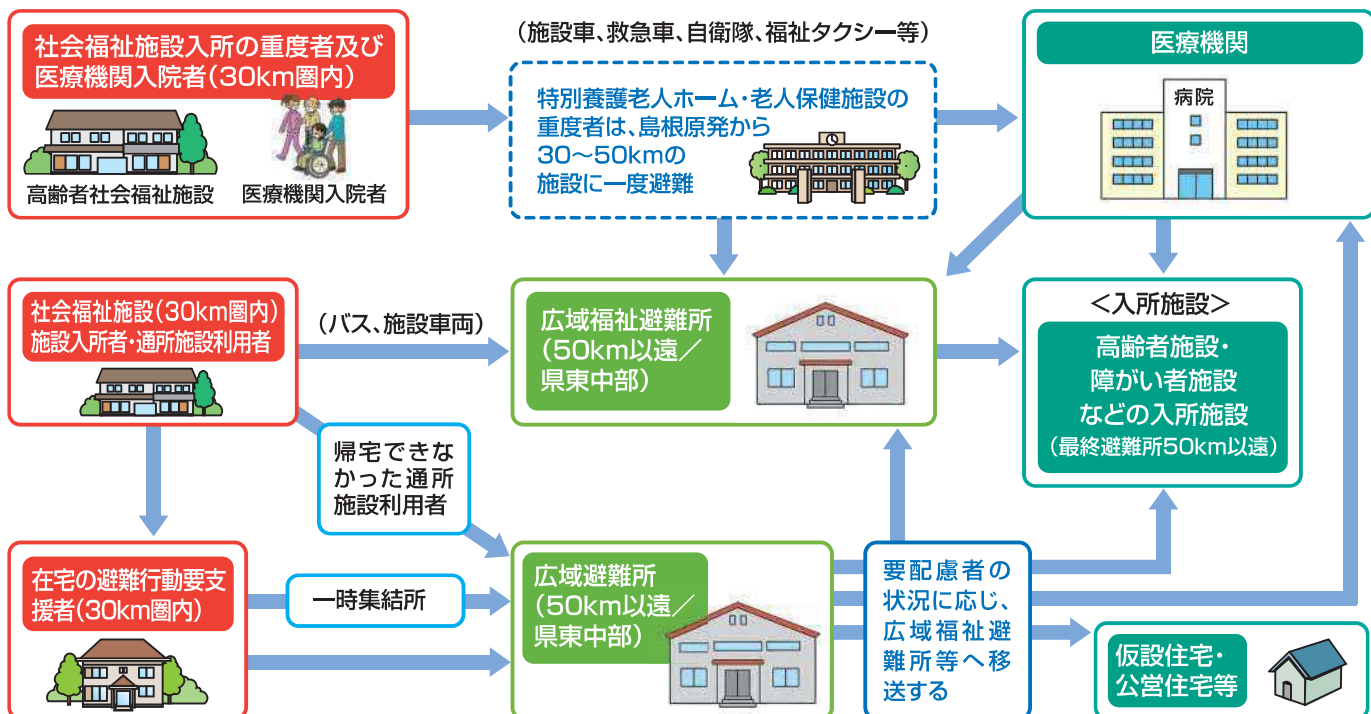 社会福祉施設入所の重度者及び
医療機関入院者(30km圏内)
高齢者社会福祉施設
医療機関入院者
(施設車、救急車、自衛隊、福祉タクシー等)
特別養護老人ホーム・老人保健施設の
重度者は、島根原発から
30〜50kmの
施設に一度避難
医療機関
病院
社会福祉施設(30km圏内)
施設入所者・通所施設利用者
(バス、施設車両)
広域福祉避難所
(50km以遠／
県東中部)
＜入所施設＞
高齢者施設・
障がい者施設
などの入所施設
(最終避難所50km以遠)
帰宅できな
かった通所
施設利用者
在宅の避難行動要支
援者(30km圏内)
一時集結所
広域避難所
(50km以遠／
県東中部)
要配慮者の
状況に応じ、
広域福祉避
難所等へ移
送する
仮設住宅・
公営住宅等